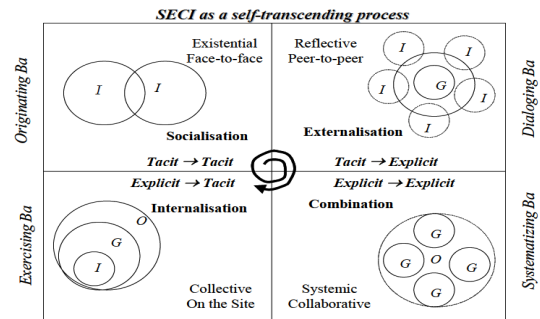 SECI as a self-transcending process
Originating Ba
Existential
Face-to-face
I
I
Socialisation
Tacit → Tacit
Reflective
Peer-to-peer
I
I
I
G
I
I
Externalisation
Tacit → Explicit
Dialoging Ba
Exercising Ba
Explicit → Tacit
Internalisation
O
G
I
Collective
On the Site
Explicit → Explicit
Combination
G
G
O
G
G
Systemic
Collaborative
Systematizing Ba